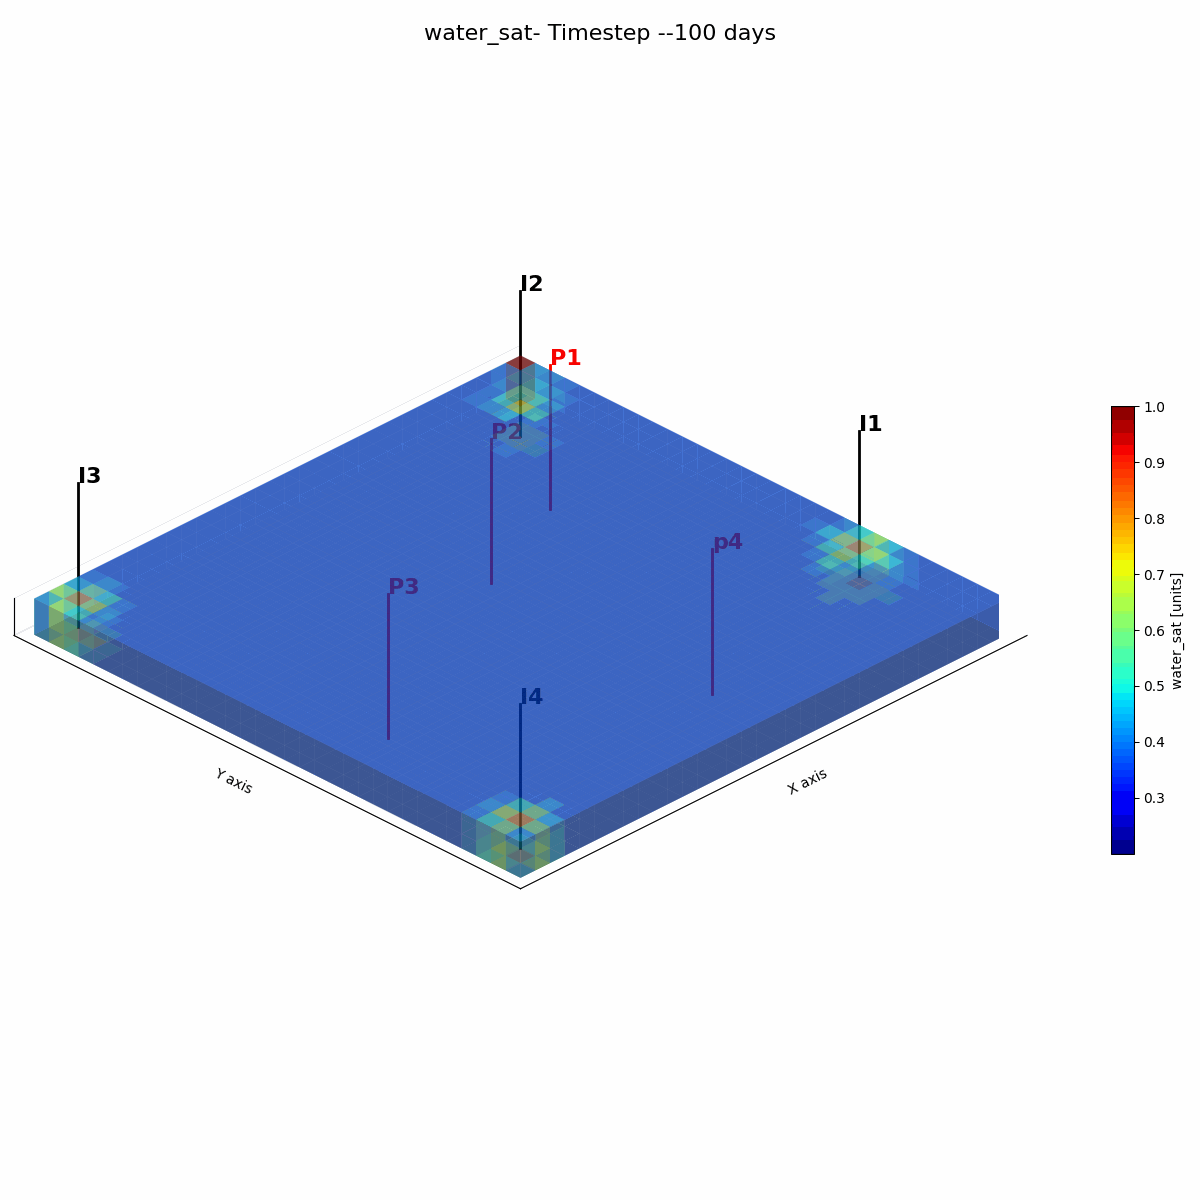 water_sat- Timestep --100 days
I2
P1
I1
P2
I3
p4
P3
I4
Y axis
X axis
1.0
0.9
0.8
0.7
0.6
0.5
0.4
0.3
water_sat [units]